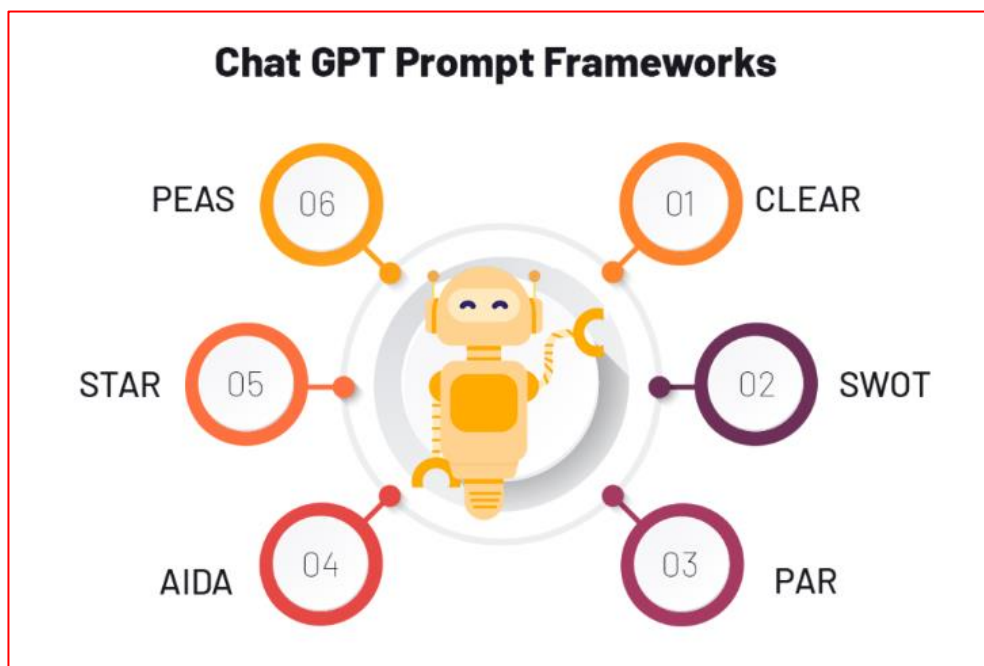 Chat GPT Prompt Frameworks
06
PEAS
01
CLEAR
05
STAR
02
SWOT
04
AIDA
03
PAR